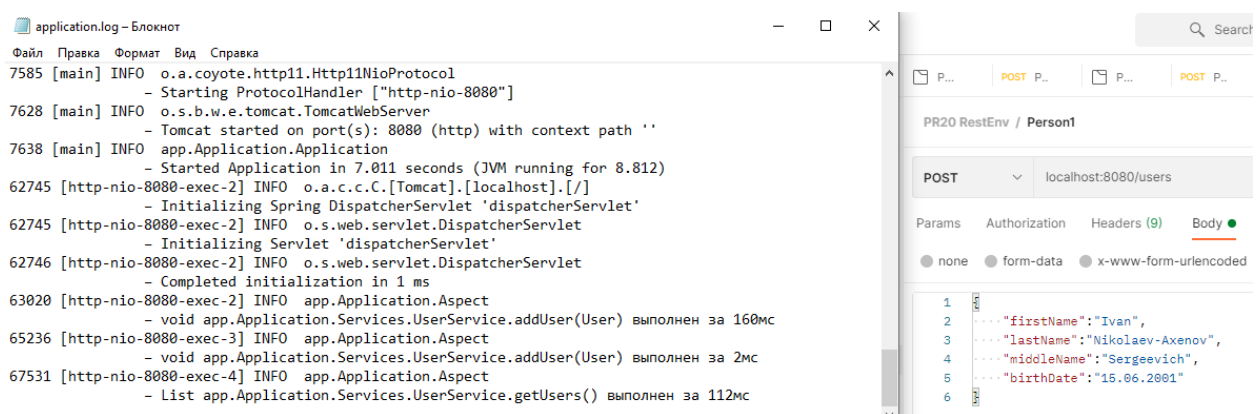 application.log – Блокнот
Файл Правка Формат Вид Справка
7585 [main] INFO  o.a.coyote.http11.Http11NioProtocol
– Starting ProtocolHandler ["http-nio-8080"]
7628 [main] INFO  o.s.b.w.e.tomcat.TomcatWebServer
– Tomcat started on port(s): 8080 (http) with context path ''
7638 [main] INFO  app.Application.Application
– Started Application in 7.011 seconds (JVM running for 8.812)
62745 [http-nio-8080-exec-2] INFO  o.a.c.c.C.[Tomcat].[localhost].[/]
– Initializing Spring DispatcherServlet 'dispatcherServlet'
62745 [http-nio-8080-exec-2] INFO  o.s.web.servlet.DispatcherServlet
– Initializing Servlet 'dispatcherServlet'
62746 [http-nio-8080-exec-2] INFO  o.s.web.servlet.DispatcherServlet
– Completed initialization in 1 ms
63020 [http-nio-8080-exec-2] INFO  app.Application.Aspect
– void app.Application.Services.UserService.addUser(User) выполнен за 160мс
65236 [http-nio-8080-exec-3] INFO  app.Application.Aspect
– void app.Application.Services.UserService.addUser(User) выполнен за 2мс
67531 [http-nio-8080-exec-4] INFO  app.Application.Aspect
– List app.Application.Services.UserService.getUsers() выполнен за 112мс
Search
P... POST P.. P... POST P..
PR20 RestEnv / Person1
POST localhost:8080/users
Params Authorization Headers (9) Body
none form-data x-www-form-urlencoded
1 {
2 ····"firstName":"Ivan",
3 ····"lastName":"Nikolaev-Axenov",
4 ····"middleName":"Sergeevich",
5 ····"birthDate":"15.06.2001"
6 }